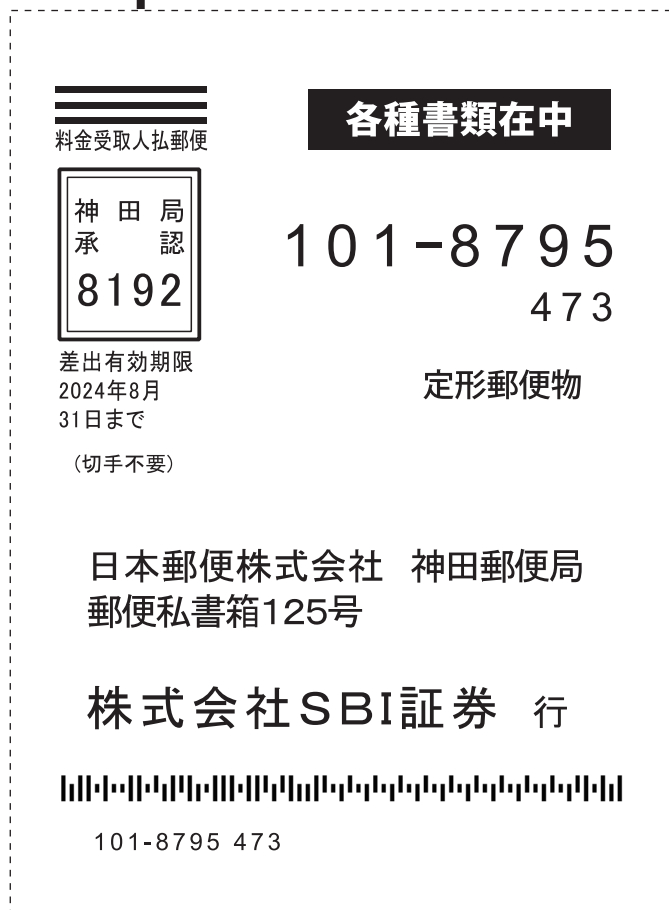 料金受取人払郵便
各種書類在中
神田局
承認
8192
101-8795
473
差出有効期限
2024年8月
31日まで
（切手不要）
定形郵便物
日本郵便株式会社 神田郵便局
郵便私書箱125号
株式会社SBI証券 行
101-8795 473